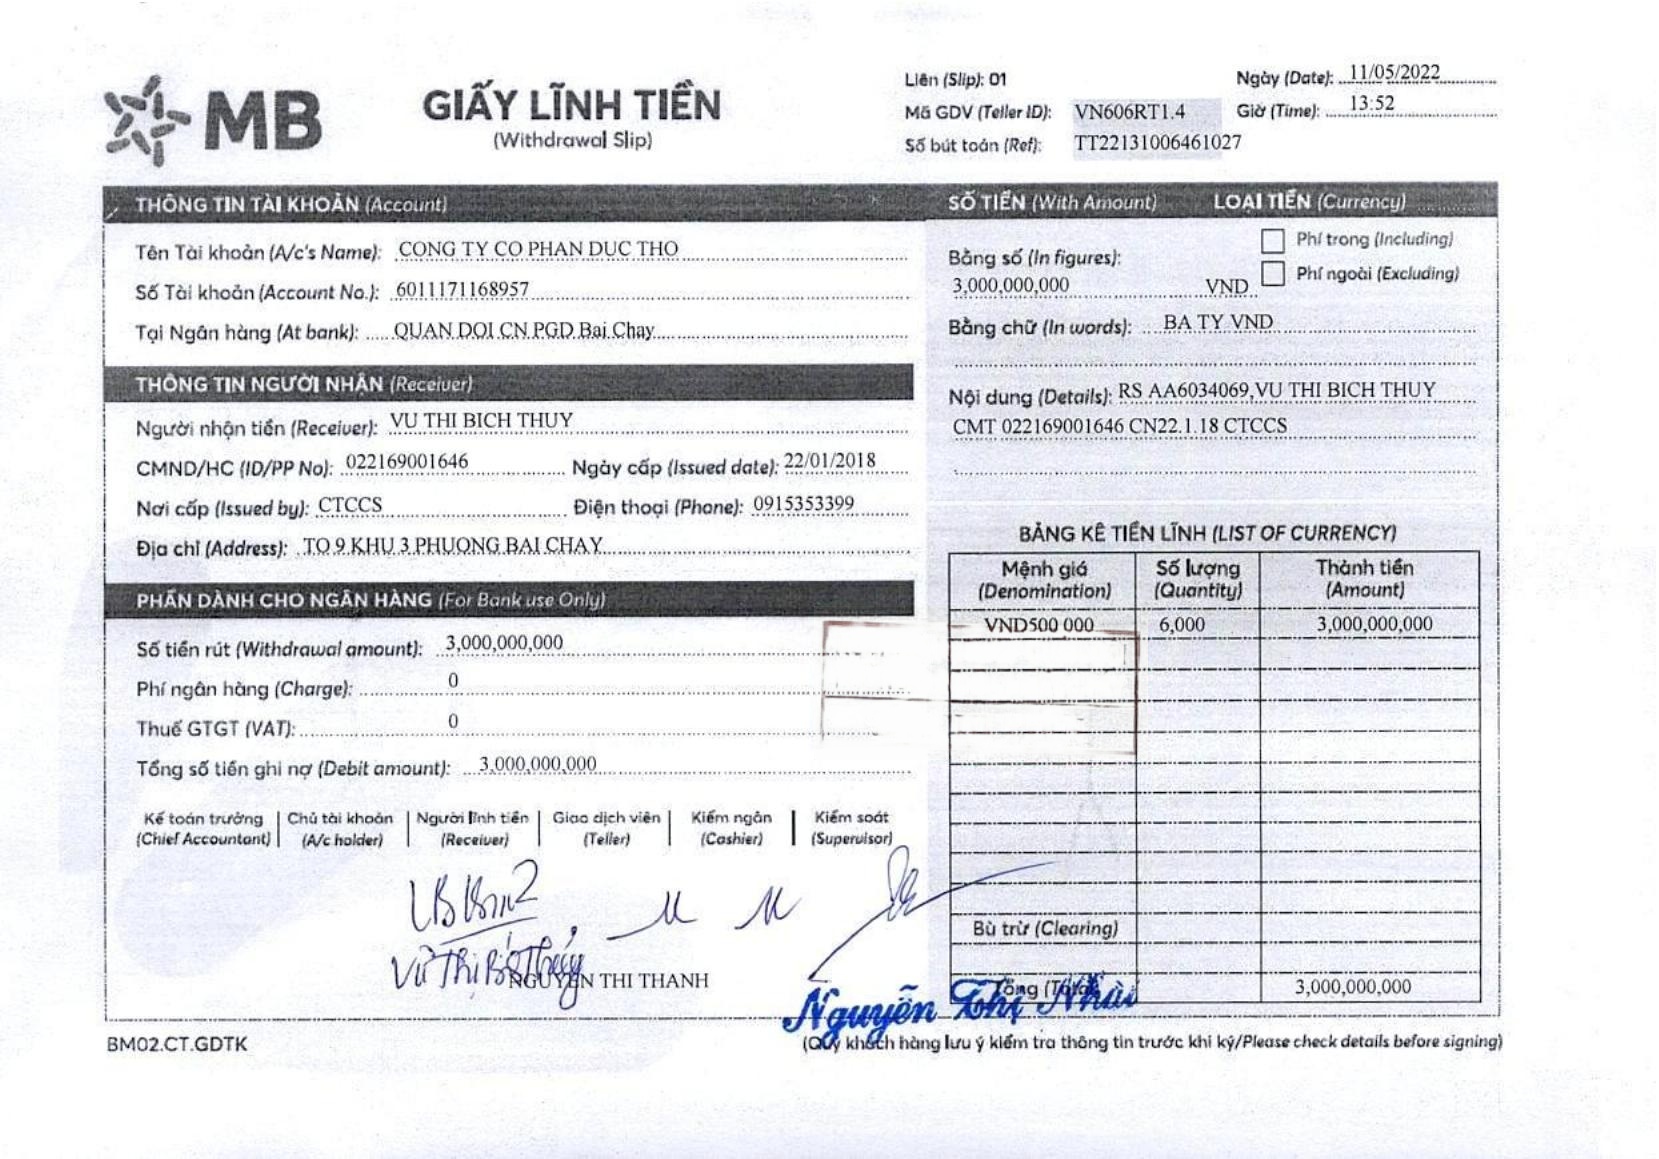 MB
GIẤY LĨNH TIỀN
(Withdrawal Slip)
Liên (Slip): 01
Mã GDV (Teller ID): VN606RT1.4
Số bút toán (Ref): TT22131006461027
Ngày (Date): 11/05/2022
Giờ (Time): 13:52
THÔNG TIN TÀI KHOẢN (Account)
Tên Tài khoản (A/c's Name): CONG TY CO PHAN DUC THO
Số Tài khoản (Account No.): 6011171168957
Tại Ngân hàng (At bank): QUAN DOI CN PGD Bai Chay
THÔNG TIN NGƯỜI NHẬN (Receiver)
Người nhận tiền (Receiver): VU THI BICH THUY
CMND/HC (ID/PP No): 022169001646 Ngày cấp (Issued date): 22/01/2018
Nơi cấp (Issued by): CTCCS Điện thoại (Phone): 0915353399
Địa chỉ (Address): TO 9 KHU 3 PHUONG BAI CHAY
PHẦN DÀNH CHO NGÂN HÀNG (For Bank use Only)
Số tiền rút (Withdrawal amount): 3,000,000,000
Phí ngân hàng (Charge): 0
Thuế GTGT (VAT): 0
Tổng số tiền ghi nợ (Debit amount): 3,000,000,000
Kế toán trưởng Chủ tài khoản Người lĩnh tiền Giao dịch viên Kiểm ngân Kiểm soát
(Chief Accountant) (A/c holder) (Receiver) (Teller) (Cashier) (Supervisor)
Vũ Thị Bích Thủy
NGUYEN THI THANH
Nguyễn Thị
SỐ TIỀN (With Amount) LOẠI TIỀN (Currency)
Bằng số (In figures):
3,000,000,000 VND
Phí trong (Including)
Phí ngoài (Excluding)
Bằng chữ (In words): BA TY VND
Nội dung (Details): RS AA6034069,VU THI BICH THUY
CMT 022169001646 CN22.1.18 CTCCS
BẢNG KÊ TIỀN LĨNH (LIST OF CURRENCY)
Mệnh giá Số lượng Thành tiền
(Denomination) (Quantity) (Amount)
VND500 000 6,000 3,000,000,000
Bù trừ (Clearing)
Tổng (Total) 3,000,000,000
BM02.CT.GDTK
(Quý khách hàng lưu ý kiểm tra thông tin trước khi ký/Please check details before signing)